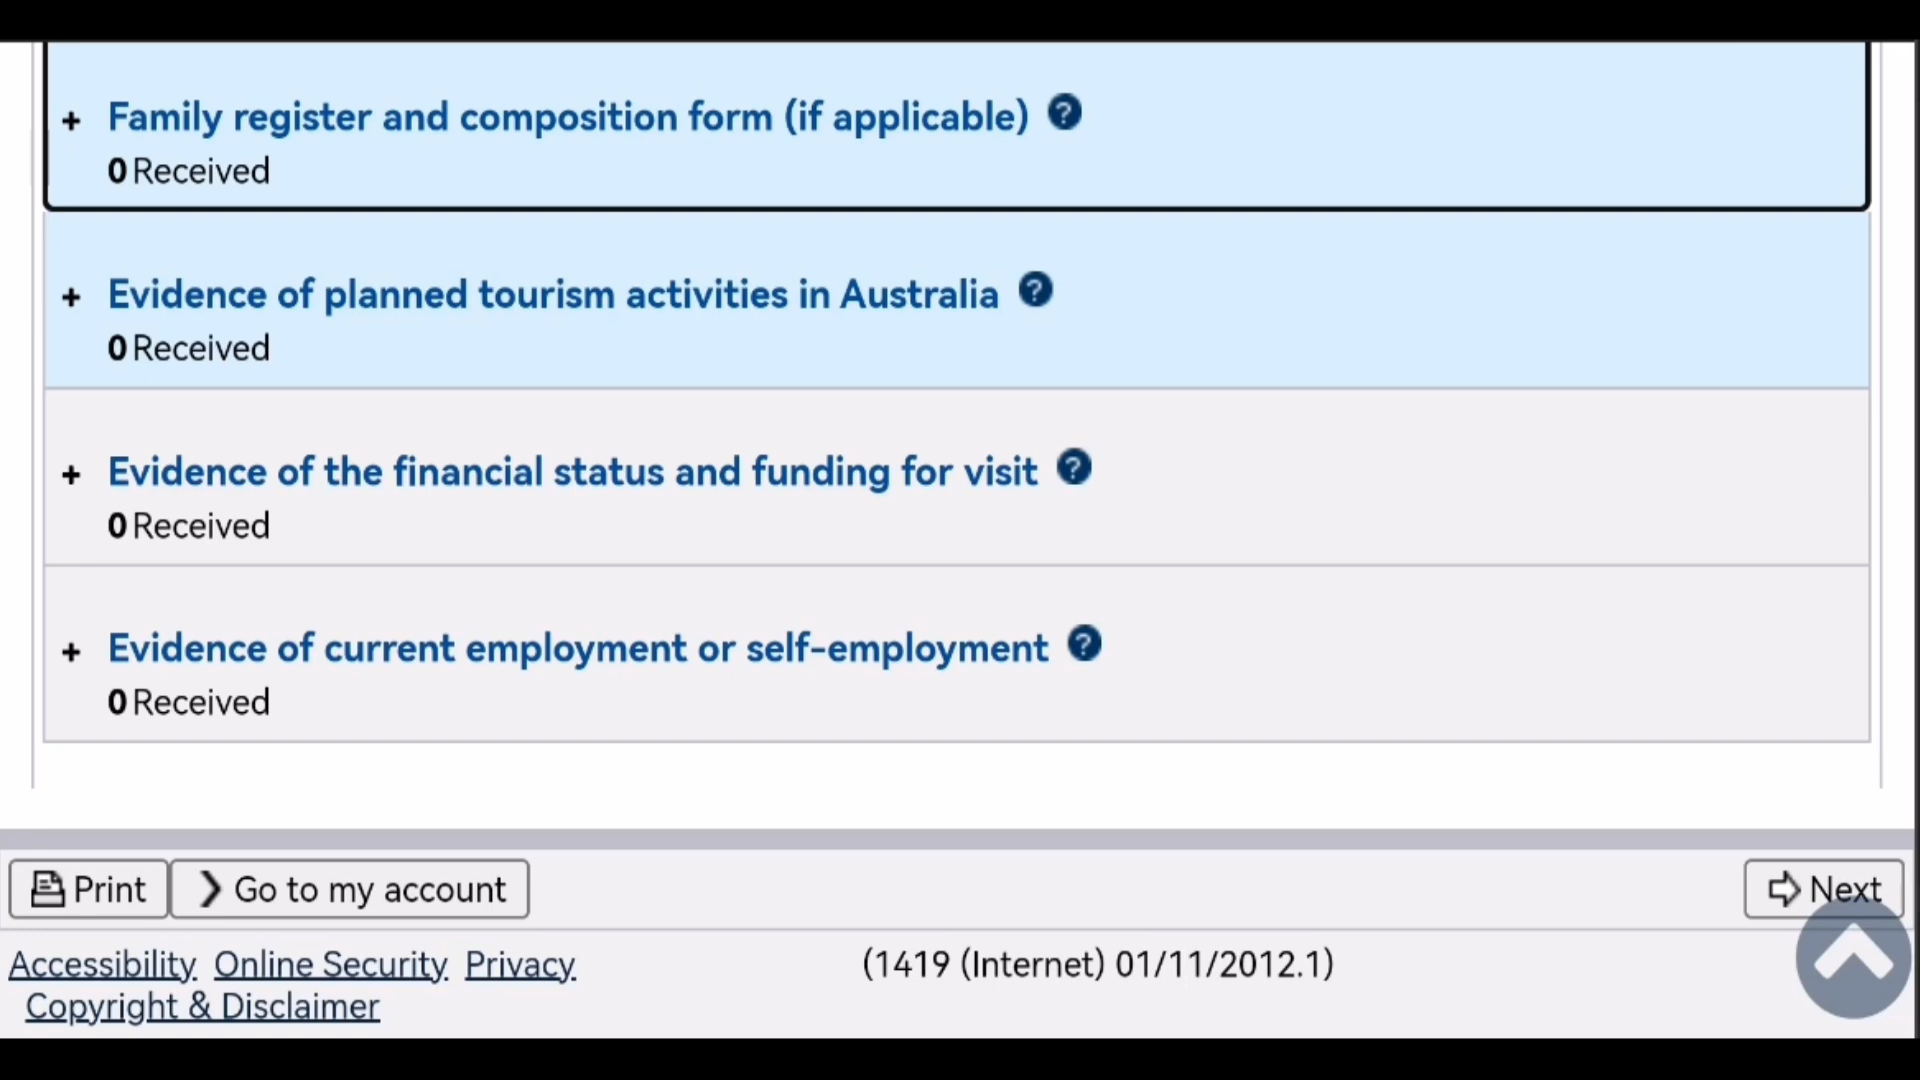 + Family register and composition form (if applicable) ?
0 Received
+ Evidence of planned tourism activities in Australia ?
0 Received
+ Evidence of the financial status and funding for visit ?
0 Received
+ Evidence of current employment or self-employment ?
0 Received
Print Go to my account Next
Accessibility Online Security Privacy (1419 (Internet) 01/11/2012.1)
Copyright & Disclaimer